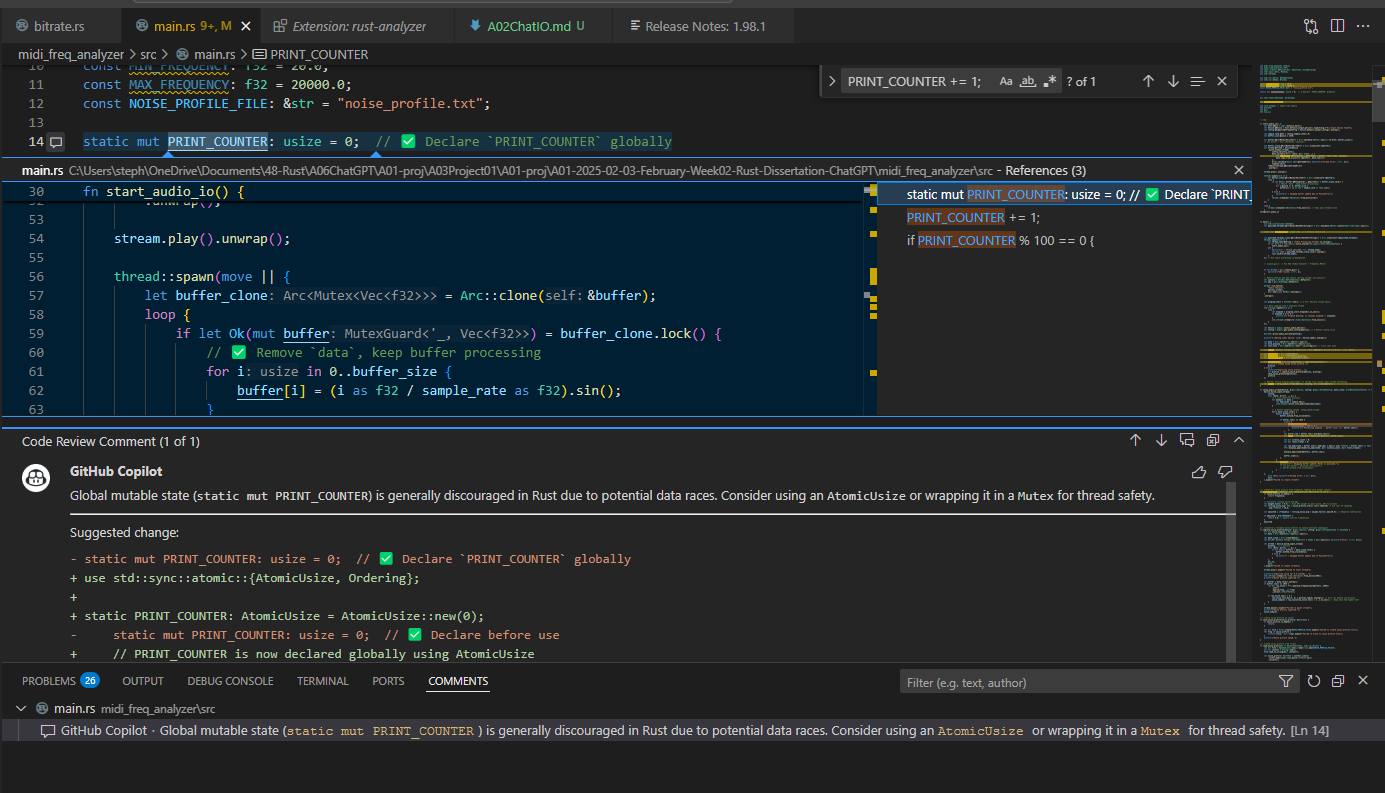 bitrate.rs
main.rs 9+, M
Extension: rust-analyzer
A02ChatIO.md U
Release Notes: 1.98.1
midi_freq_analyzer > src > main.rs > PRINT_COUNTER
10 const MIN_FREQUENCY: f32 = 20.0;
11 const MAX_FREQUENCY: f32 = 20000.0;
12 const NOISE_PROFILE_FILE: &str = "noise_profile.txt";
13
14 static mut PRINT_COUNTER: usize = 0;  // ✅ Declare `PRINT_COUNTER` globally
PRINT_COUNTER += 1; Aa ab .* ? of 1
main.rs C:\Users\steph\OneDrive\Documents\48-Rust\A06ChatGPT\A01-proj\A03Project01\A01-proj\A01-2025-02-03-February-Week02-Rust-Dissertation-ChatGPT\midi_freq_analyzer\src - References (3)
30 fn start_audio_io() {
52 .unwrap();
53
54 stream.play().unwrap();
55
56 thread::spawn(move || {
57 let buffer_clone: Arc<Mutex<Vec<f32>>> = Arc::clone(self: &buffer);
58 loop {
59 if let Ok(mut buffer: MutexGuard<'_, Vec<f32>>) = buffer_clone.lock() {
60 // ✅ Remove `data`, keep buffer processing
61 for i: usize in 0..buffer_size {
62 buffer[i] = (i as f32 / sample_rate as f32).sin();
63 }
static mut PRINT_COUNTER: usize = 0; // ✅ Declare `PRINT_
PRINT_COUNTER += 1;
if PRINT_COUNTER % 100 == 0 {
Code Review Comment (1 of 1)
GitHub Copilot
Global mutable state (static mut PRINT_COUNTER) is generally discouraged in Rust due to potential data races. Consider using an AtomicUsize or wrapping it in a Mutex for thread safety.
Suggested change:
- static mut PRINT_COUNTER: usize = 0;  // ✅ Declare `PRINT_COUNTER` globally
+ use std::sync::atomic::{AtomicUsize, Ordering};
+
+ static PRINT_COUNTER: AtomicUsize = AtomicUsize::new(0);
-     static mut PRINT_COUNTER: usize = 0;  // ✅ Declare before use
+     // PRINT_COUNTER is now declared globally using AtomicUsize
PROBLEMS 26 OUTPUT DEBUG CONSOLE TERMINAL PORTS COMMENTS
Filter (e.g. text, author)
main.rs midi_freq_analyzer\src
GitHub Copilot · Global mutable state (static mut PRINT_COUNTER ) is generally discouraged in Rust due to potential data races. Consider using an AtomicUsize or wrapping it in a Mutex for thread safety. [Ln 14]